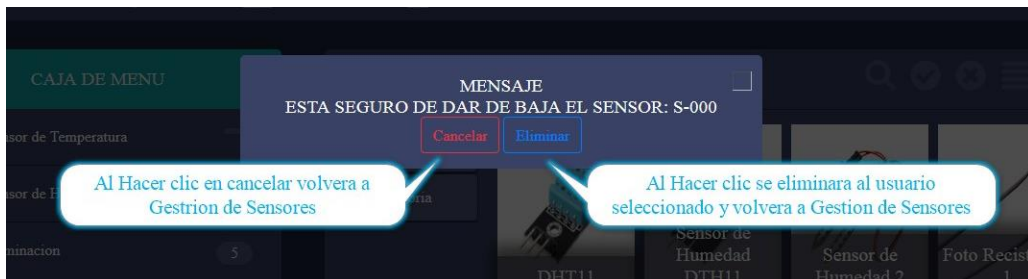 CAJA DE MENU
MENSAJE
ESTA SEGURO DE DAR DE BAJA EL SENSOR: S-000
Cancelar
Eliminar
sor de Temperatura
Al Hacer clic en cancelar volvera a
Gestrion de Sensores
Al Hacer clic se eliminara al usuario
seleccionado y volvera a Gestion de Sensores
sor de H
ria
minacion
5
DHT11
Sensor de
Humedad
DTH11
Sensor de
Humedad 2
Foto Recis
1